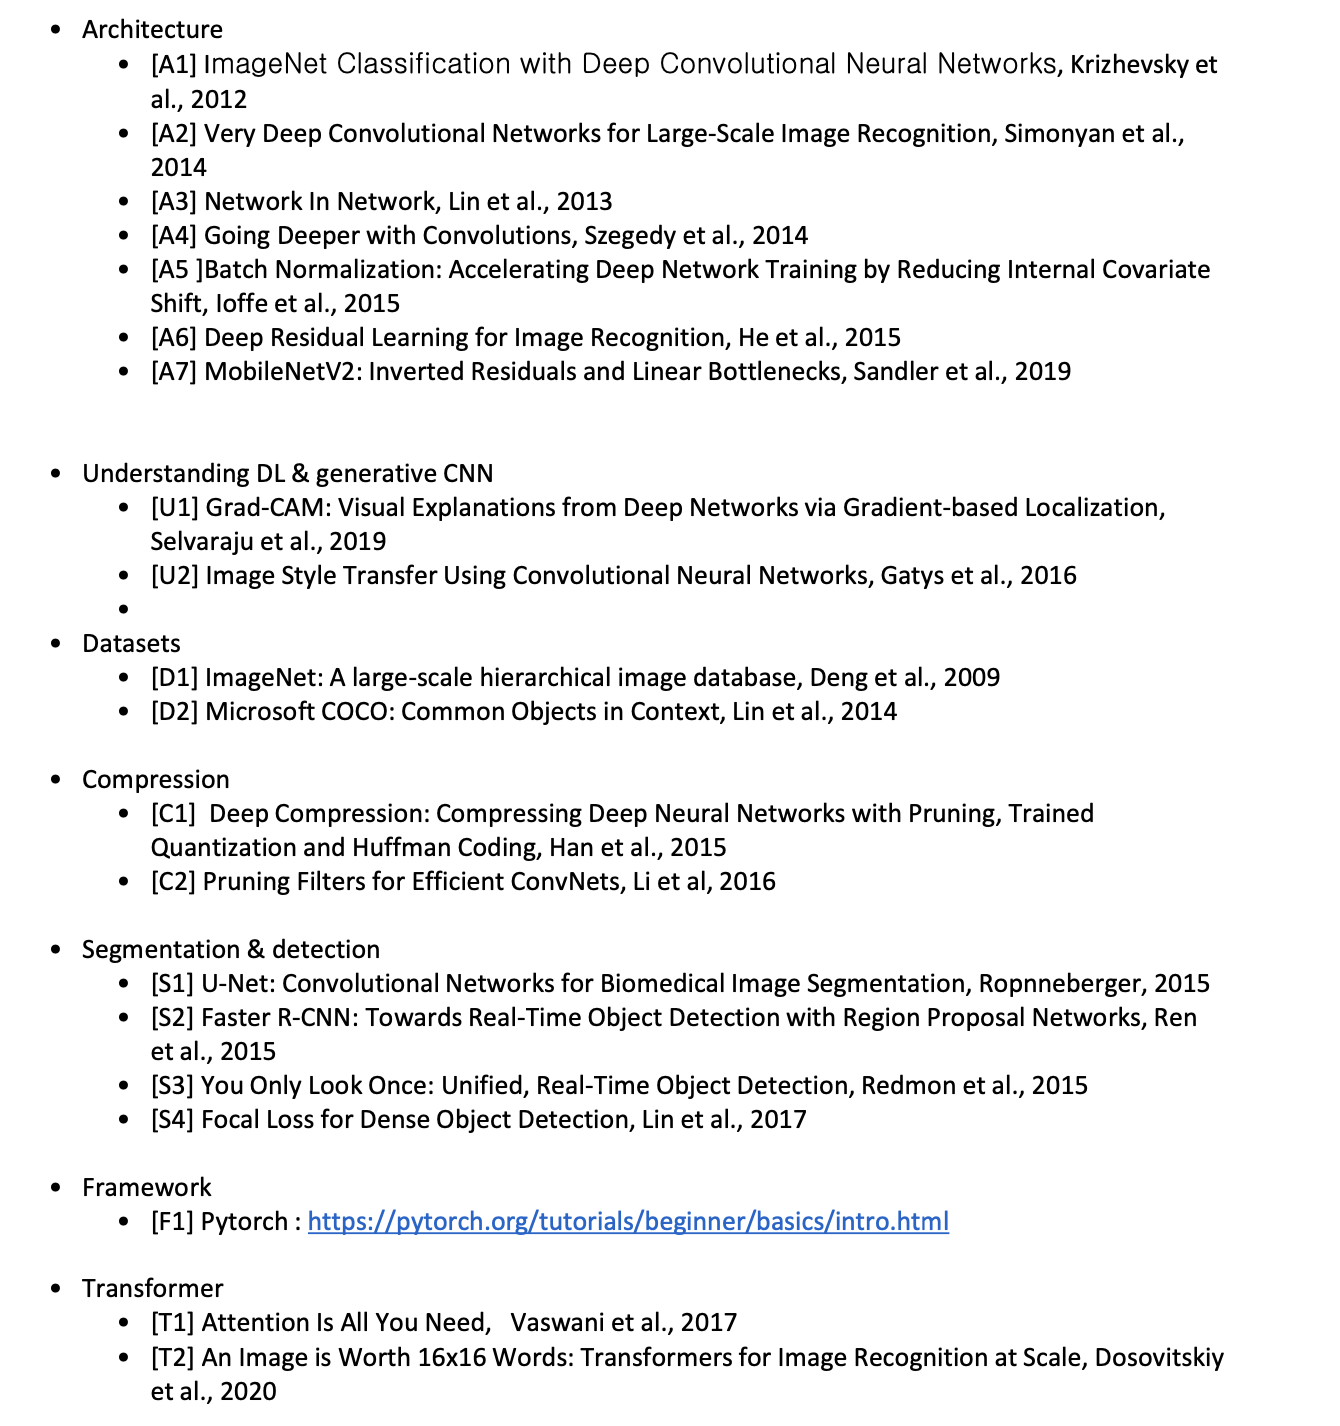 • Architecture
• [A1] ImageNet Classification with Deep Convolutional Neural Networks, Krizhevsky et
al., 2012
• [A2] Very Deep Convolutional Networks for Large-Scale Image Recognition, Simonyan et al.,
2014
• [A3] Network In Network, Lin et al., 2013
• [A4] Going Deeper with Convolutions, Szegedy et al., 2014
• [A5 ]Batch Normalization: Accelerating Deep Network Training by Reducing Internal Covariate
Shift, Ioffe et al., 2015
• [A6] Deep Residual Learning for Image Recognition, He et al., 2015
• [A7] MobileNetV2: Inverted Residuals and Linear Bottlenecks, Sandler et al., 2019
• Understanding DL & generative CNN
• [U1] Grad-CAM: Visual Explanations from Deep Networks via Gradient-based Localization,
Selvaraju et al., 2019
• [U2] Image Style Transfer Using Convolutional Neural Networks, Gatys et al., 2016
•
• Datasets
• [D1] ImageNet: A large-scale hierarchical image database, Deng et al., 2009
• [D2] Microsoft COCO: Common Objects in Context, Lin et al., 2014
• Compression
• [C1]  Deep Compression: Compressing Deep Neural Networks with Pruning, Trained
Quantization and Huffman Coding, Han et al., 2015
• [C2] Pruning Filters for Efficient ConvNets, Li et al, 2016
• Segmentation & detection
• [S1] U-Net: Convolutional Networks for Biomedical Image Segmentation, Ropnneberger, 2015
• [S2] Faster R-CNN: Towards Real-Time Object Detection with Region Proposal Networks, Ren
et al., 2015
• [S3] You Only Look Once: Unified, Real-Time Object Detection, Redmon et al., 2015
• [S4] Focal Loss for Dense Object Detection, Lin et al., 2017
• Framework
• [F1] Pytorch : https://pytorch.org/tutorials/beginner/basics/intro.html
• Transformer
• [T1] Attention Is All You Need,   Vaswani et al., 2017
• [T2] An Image is Worth 16x16 Words: Transformers for Image Recognition at Scale, Dosovitskiy
et al., 2020